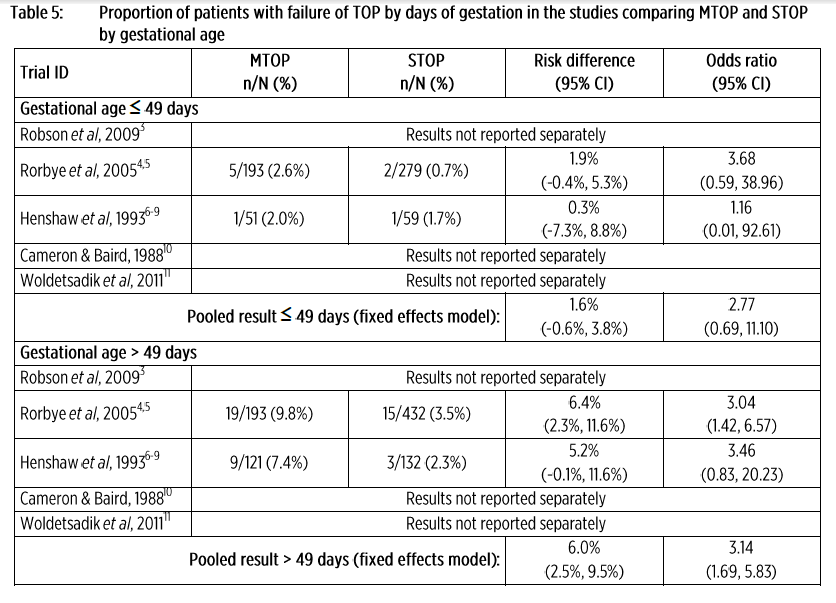 Table 5: Proportion of patients with failure of TOP by days of gestation in the studies comparing MTOP and STOP
by gestational age
Trial ID MTOP n/N (%) STOP n/N (%) Risk difference (95% CI) Odds ratio (95% CI)
Gestational age ≤ 49 days
Robson et al, 2009³ Results not reported separately
Rorbye et al, 2005⁴,⁵ 5/193 (2.6%) 2/279 (0.7%) 1.9% (-0.4%, 5.3%) 3.68 (0.59, 38.96)
Henshaw et al, 1993⁶⁻⁹ 1/51 (2.0%) 1/59 (1.7%) 0.3% (-7.3%, 8.8%) 1.16 (0.01, 92.61)
Cameron & Baird, 1988¹⁰ Results not reported separately
Woldetsadik et al, 2011¹¹ Results not reported separately
Pooled result ≤ 49 days (fixed effects model): 1.6% (-0.6%, 3.8%) 2.77 (0.69, 11.10)
Gestational age > 49 days
Robson et al, 2009³ Results not reported separately
Rorbye et al, 2005⁴,⁵ 19/193 (9.8%) 15/432 (3.5%) 6.4% (2.3%, 11.6%) 3.04 (1.42, 6.57)
Henshaw et al, 1993⁶⁻⁹ 9/121 (7.4%) 3/132 (2.3%) 5.2% (-0.1%, 11.6%) 3.46 (0.83, 20.23)
Cameron & Baird, 1988¹⁰ Results not reported separately
Woldetsadik et al, 2011¹¹ Results not reported separately
Pooled result > 49 days (fixed effects model): 6.0% (2.5%, 9.5%) 3.14 (1.69, 5.83)